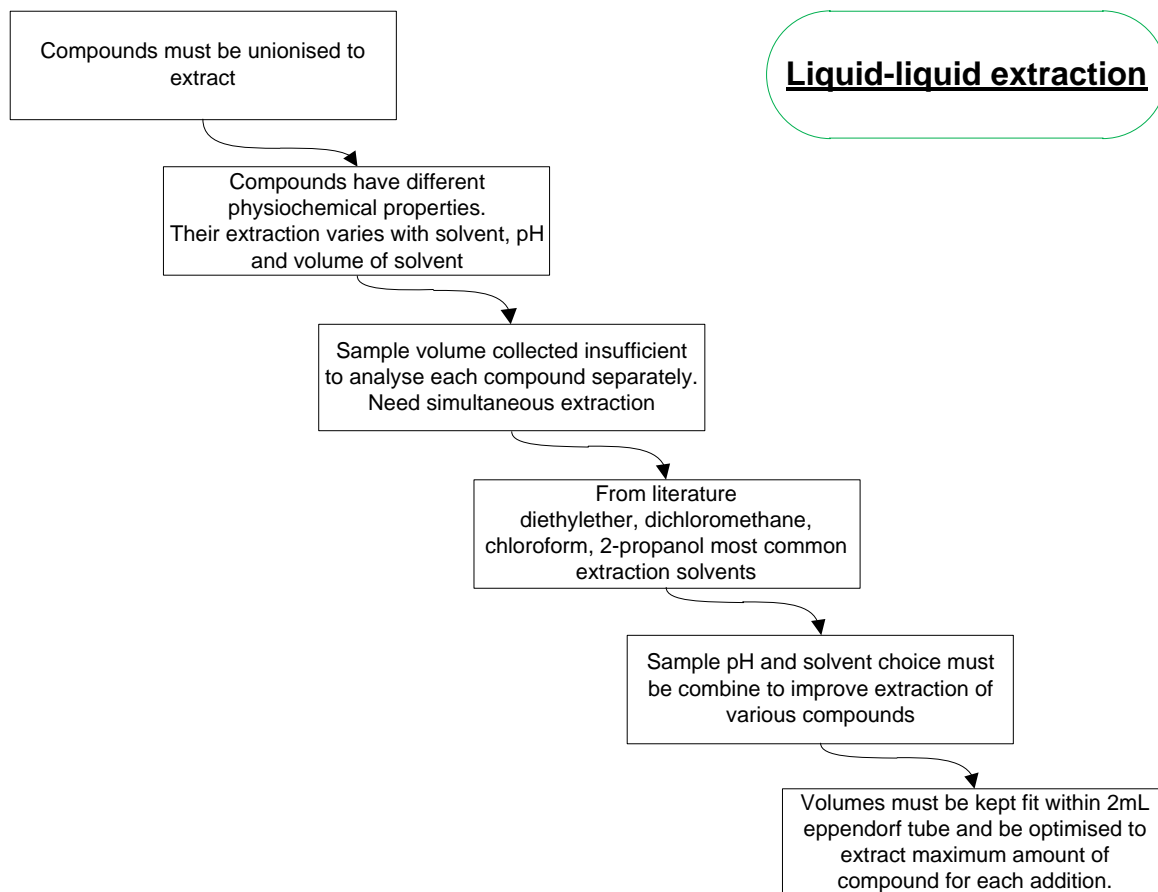 Liquid-liquid extraction
Compounds must be unionised to
extract
Compounds have different
physiochemical properties.
Their extraction varies with solvent, pH
and volume of solvent
Sample volume collected insufficient
to analyse each compound separately.
Need simultaneous extraction
From literature
diethylether, dichloromethane,
chloroform, 2-propanol most common
extraction solvents
Sample pH and solvent choice must
be combine to improve extraction of
various compounds
Volumes must be kept fit within 2mL
eppendorf tube and be optimised to
extract maximum amount of
compound for each addition.